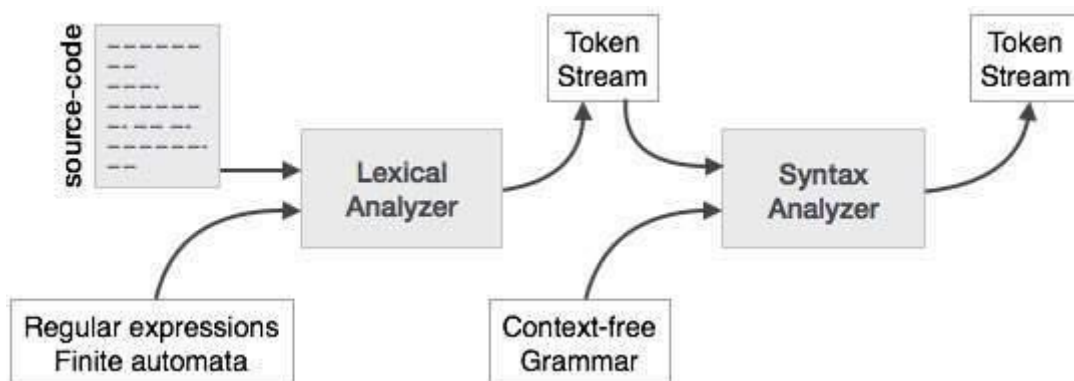 source-code
Token
Stream
Token
Stream
Lexical
Analyzer
Syntax
Analyzer
Regular expressions
Finite automata
Context-free
Grammar